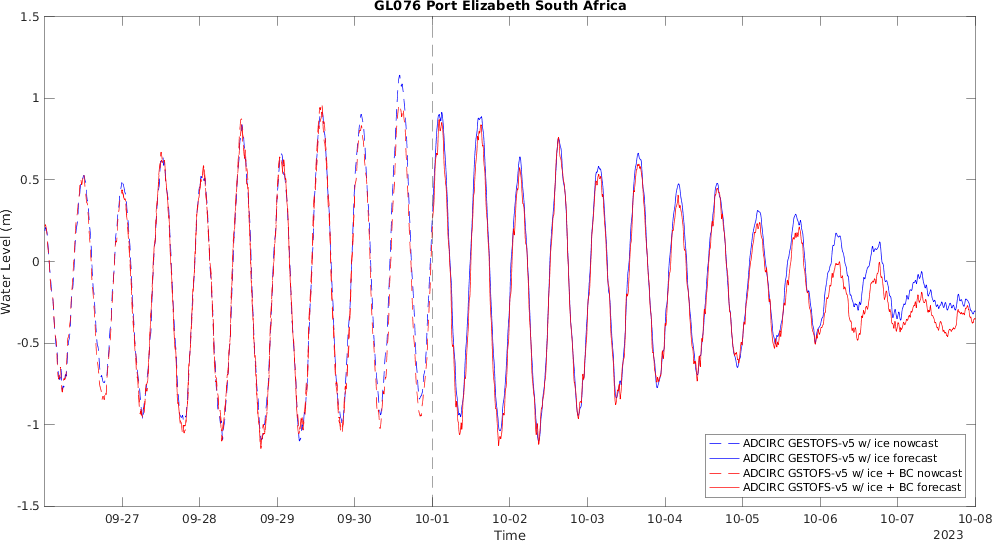 GL076 Port Elizabeth South Africa
1.5
1
0.5
0
-0.5
-1
-1.5
Water Level (m)
09-27 09-28 09-29 09-30 10-01 10-02 10-03 10-04 10-05 10-06 10-07 10-08
Time
2023
ADCIRC GESTOFS-v5 w/ ice nowcast
ADCIRC GESTOFS-v5 w/ ice forecast
ADCIRC GSTOFS-v5 w/ ice + BC nowcast
ADCIRC GSTOFS-v5 w/ ice + BC forecast